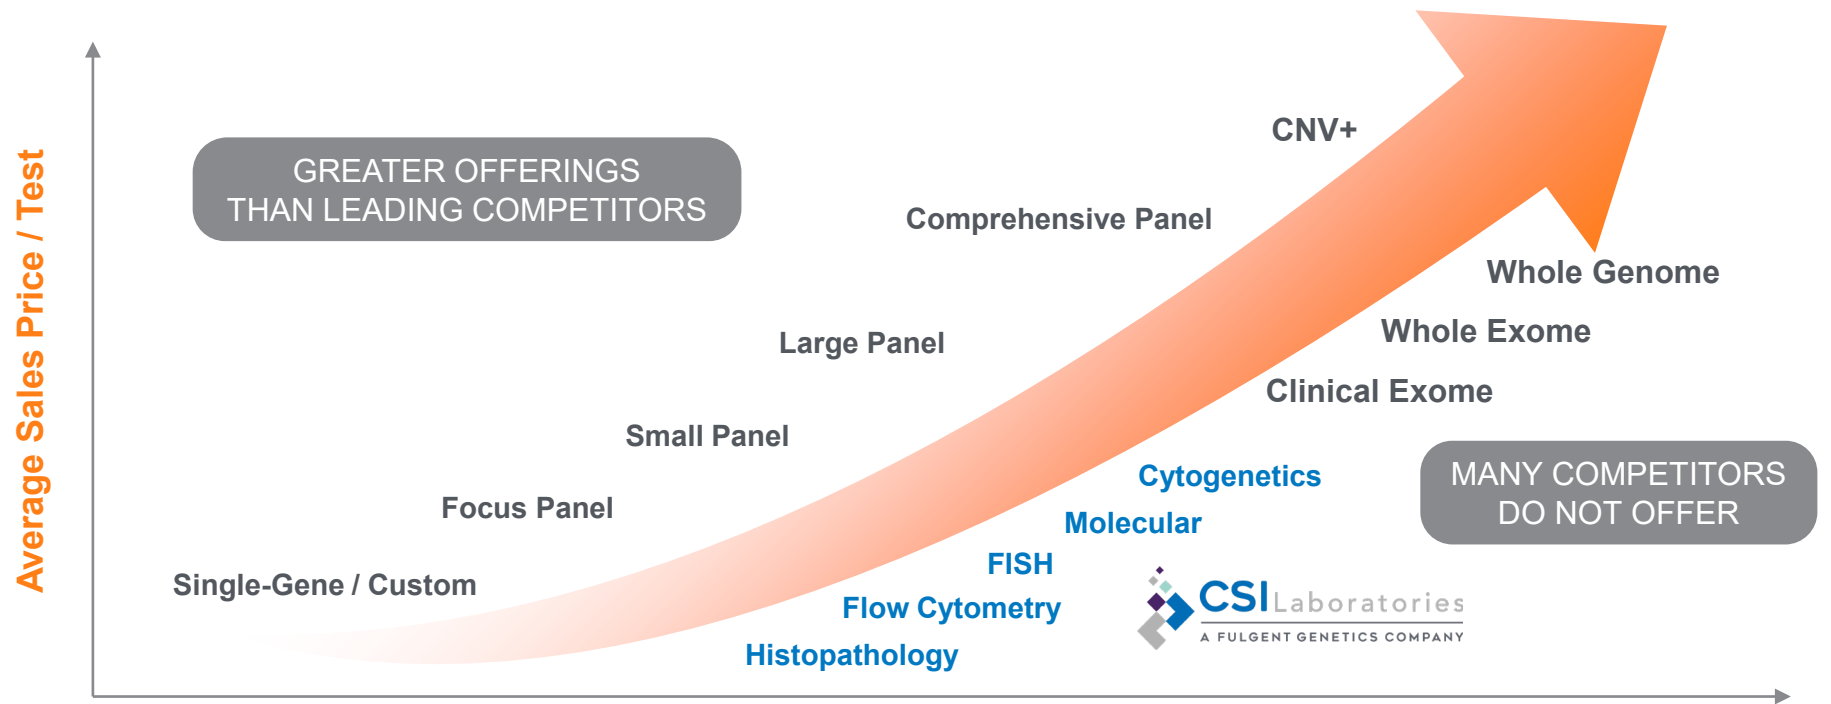 Average Sales Price / Test
GREATER OFFERINGS
THAN LEADING COMPETITORS
CNV+
Comprehensive Panel
Large Panel
Small Panel
Focus Panel
Single-Gene / Custom
Whole Genome
Whole Exome
Clinical Exome
Cytogenetics
Molecular
FISH
Flow Cytometry
Histopathology
MANY COMPETITORS
DO NOT OFFER
CSI Laboratories
A FULGENT GENETICS COMPANY